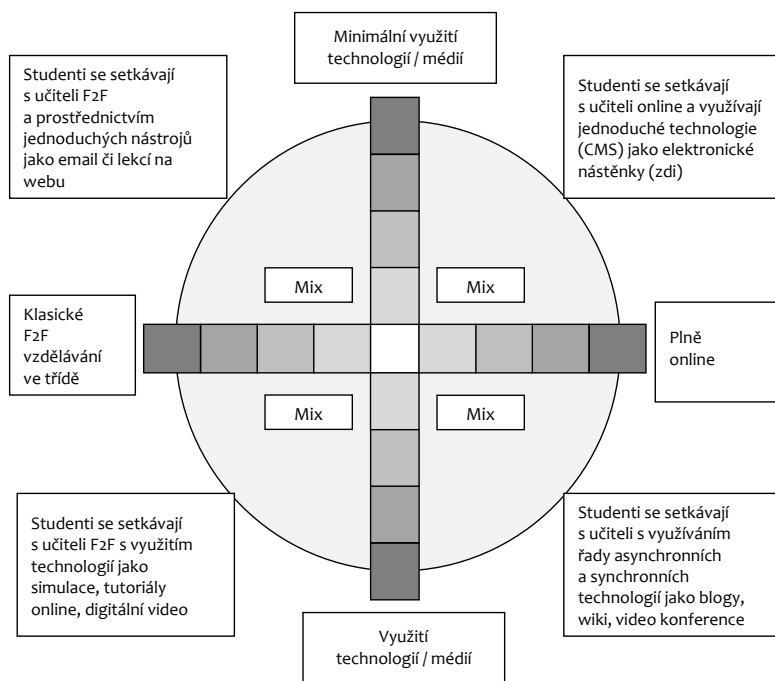 Minimální využití
technologií / médií
Studenti se setkávají
s učiteli F2F
a prostřednictvím
jednoduchých nástrojů
jako email či lekcí na
webu
Studenti se setkávají
s učiteli online a využívají
jednoduché technologie
(CMS) jako elektronické
nástěnky (zdi)
Mix
Mix
Klasické
F2F
vzdělávání
ve třídě
Plně
online
Mix
Mix
Studenti se setkávají
s učiteli F2F s využitím
technologií jako
simulace, tutoriály
online, digitální video
Studenti se setkávají
s učiteli s využíváním
řady asynchronních
a synchronních
technologií jako blogy,
wiki, video konference
Využití
technologií / médií